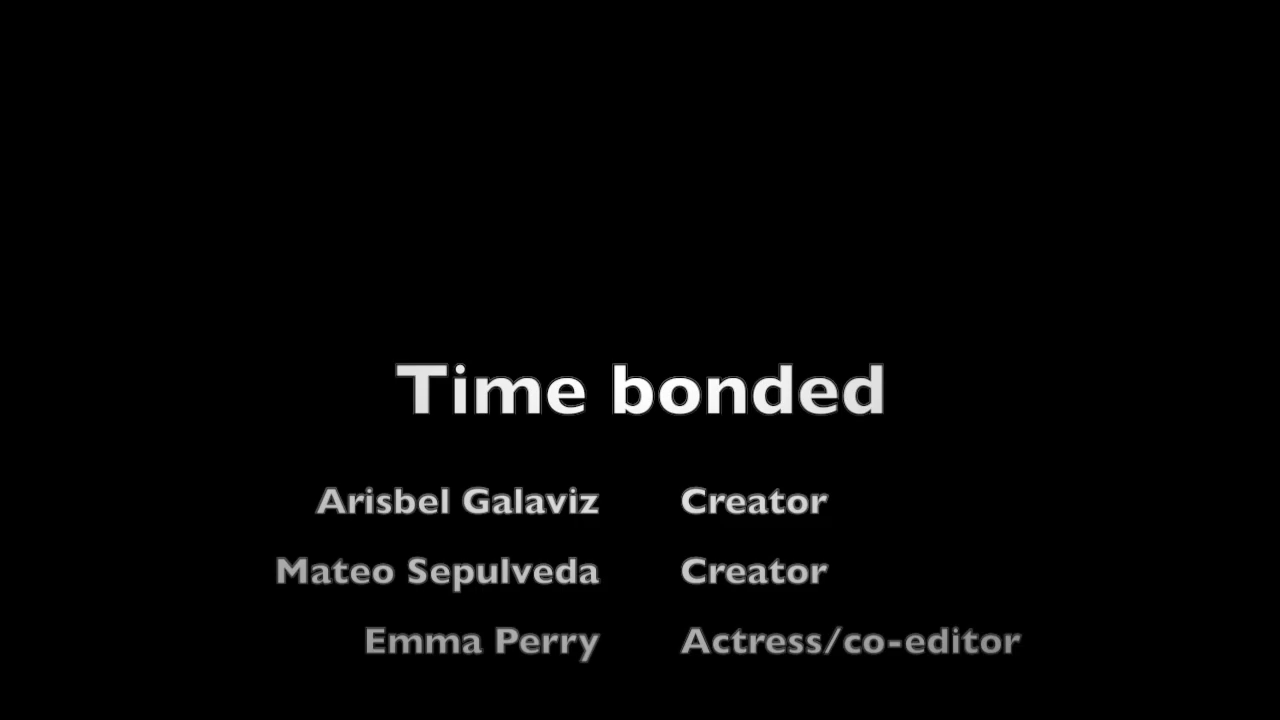 Time bonded
Arisbel Galaviz Creator
Mateo Sepulveda Creator
Emma Perry Actress/co-editor